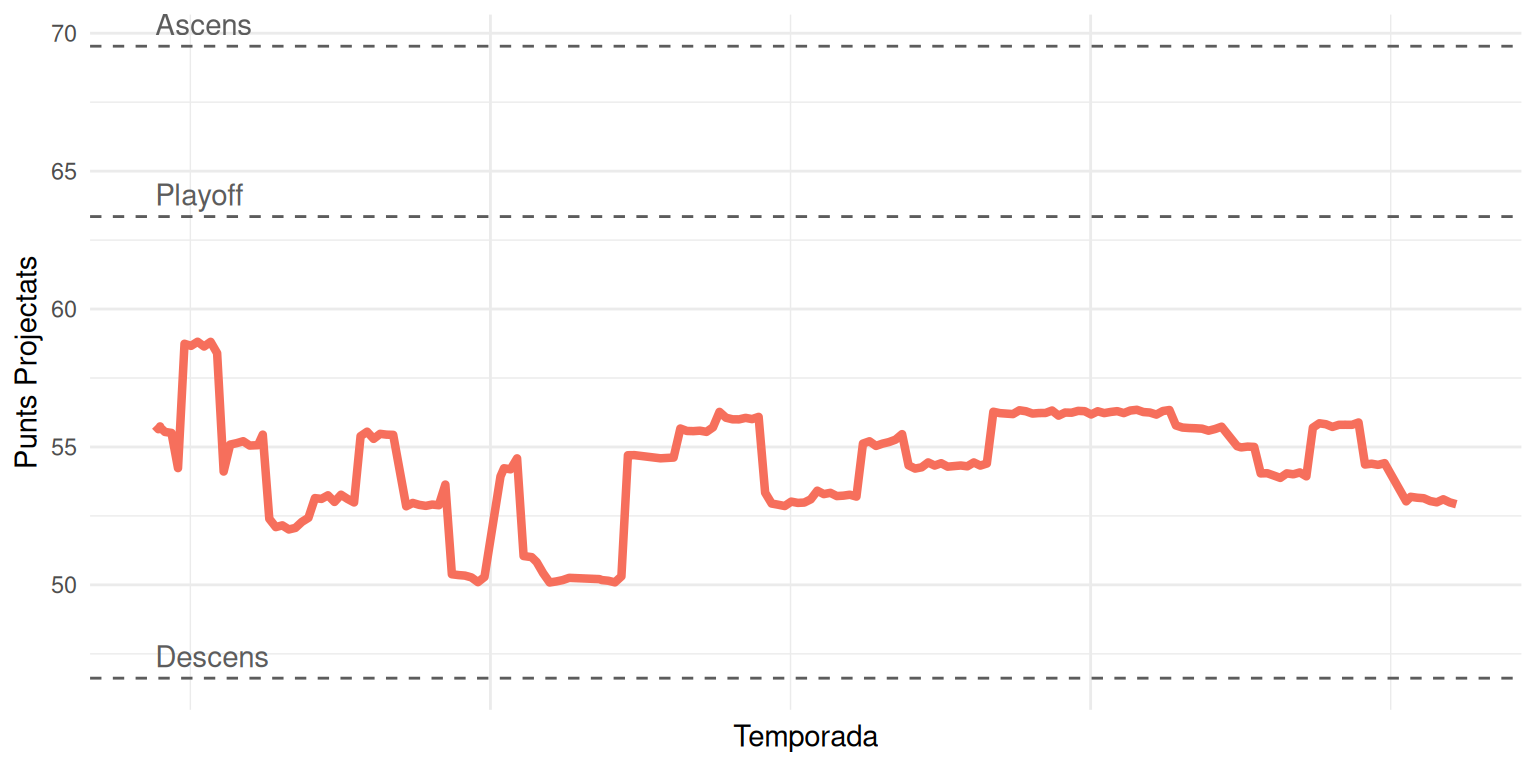 Ascens
70
65
Playoff
Punts Projectats
60
55
50
Descens
Temporada